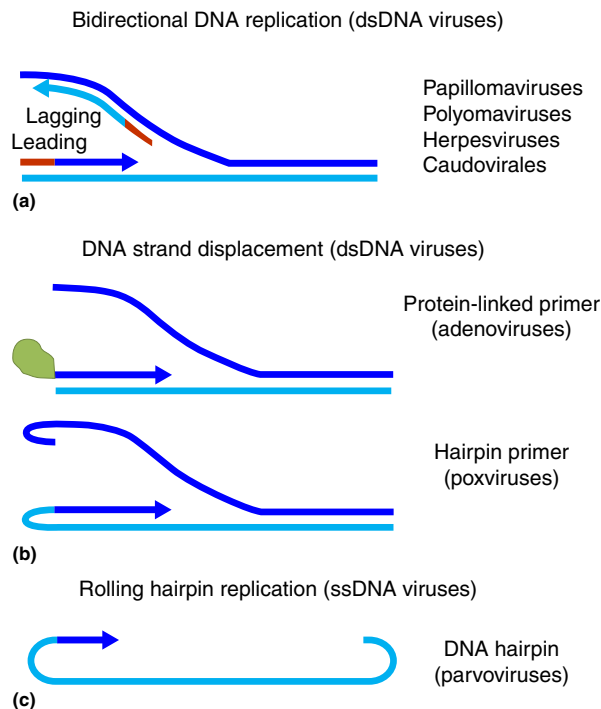 Bidirectional DNA replication (dsDNA viruses)
Lagging
Leading
Papillomaviruses
Polyomaviruses
Herpesviruses
Caudovirales
(a)
DNA strand displacement (dsDNA viruses)
Protein-linked primer
(adenoviruses)
Hairpin primer
(poxviruses)
(b)
Rolling hairpin replication (ssDNA viruses)
DNA hairpin
(parvoviruses)
(c)